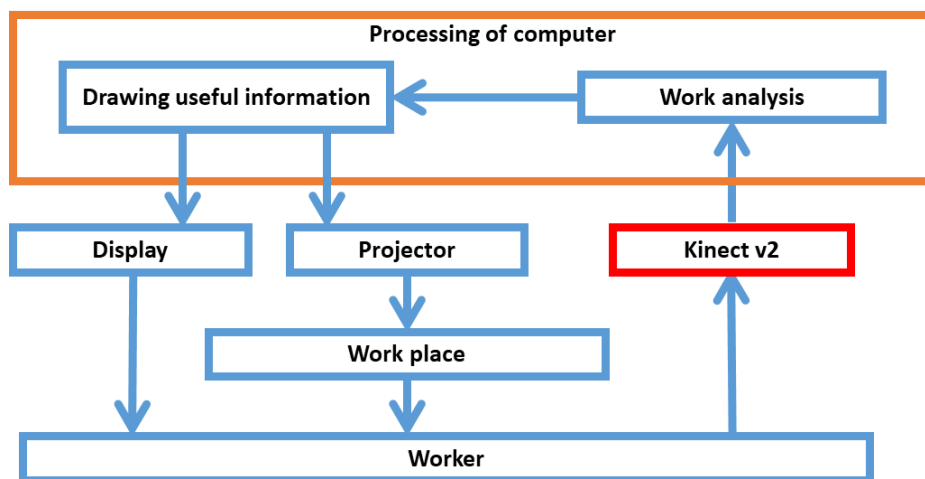 Processing of computer
Drawing useful information
Work analysis
Display
Projector
Kinect v2
Work place
Worker